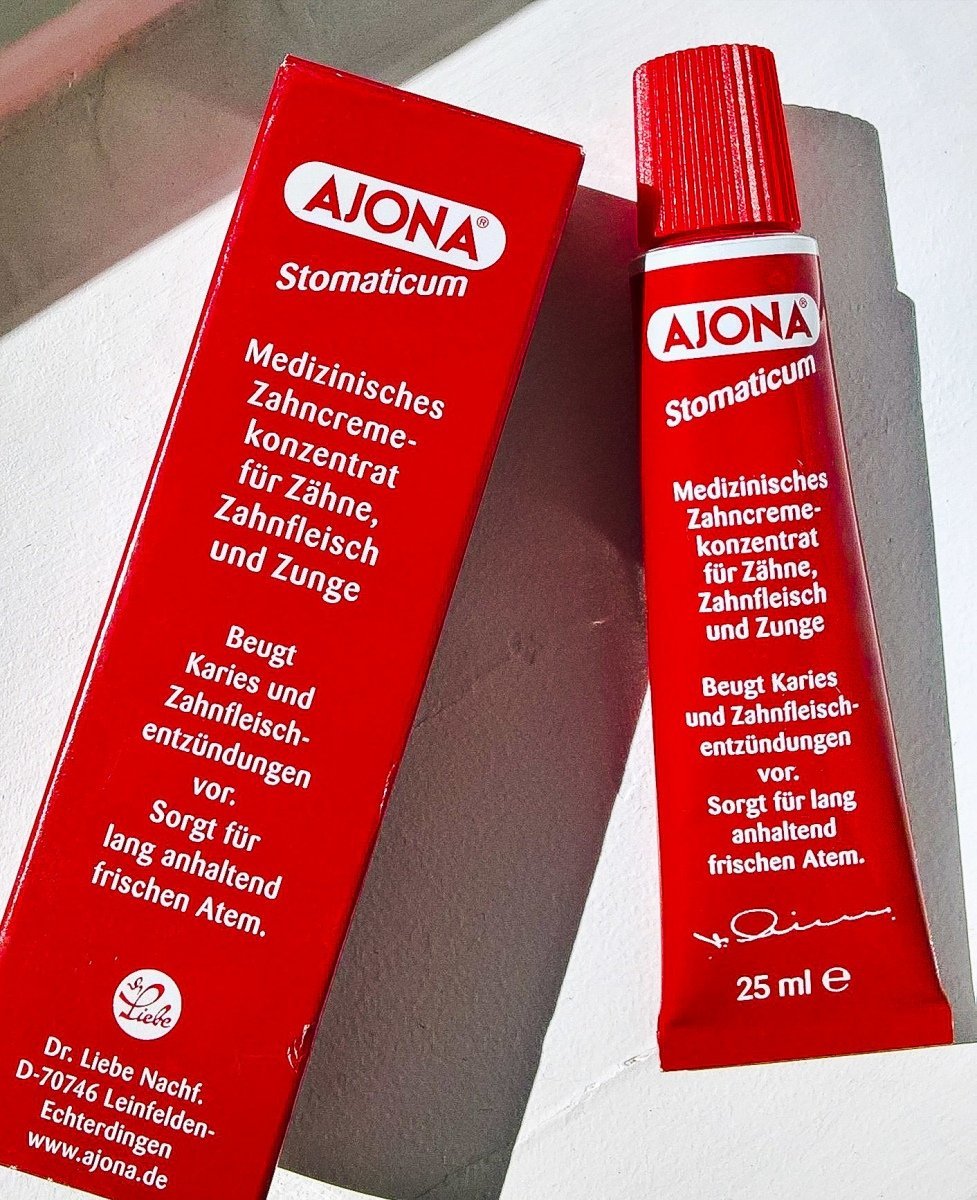 AJONA®
Stomaticum
Medizinisches
Zahncreme-
konzentrat
für Zähne,
Zahnfleisch
und Zunge
Beugt
Karies und
Zahnfleisch-
entzündungen
vor.
Sorgt für
lang anhaltend
frischen Atem.
Dr Liebe
Dr. Liebe Nachf.
D-70746 Leinfelden-
Echterdingen
www.ajona.de
AJONA®
Stomaticum
Medizinisches
Zahncreme-
konzentrat
für Zähne,
Zahnfleisch
und Zunge
Beugt Karies
und Zahnfleisch-
entzündungen
vor.
Sorgt für lang
anhaltend
frischen Atem.
25 ml e